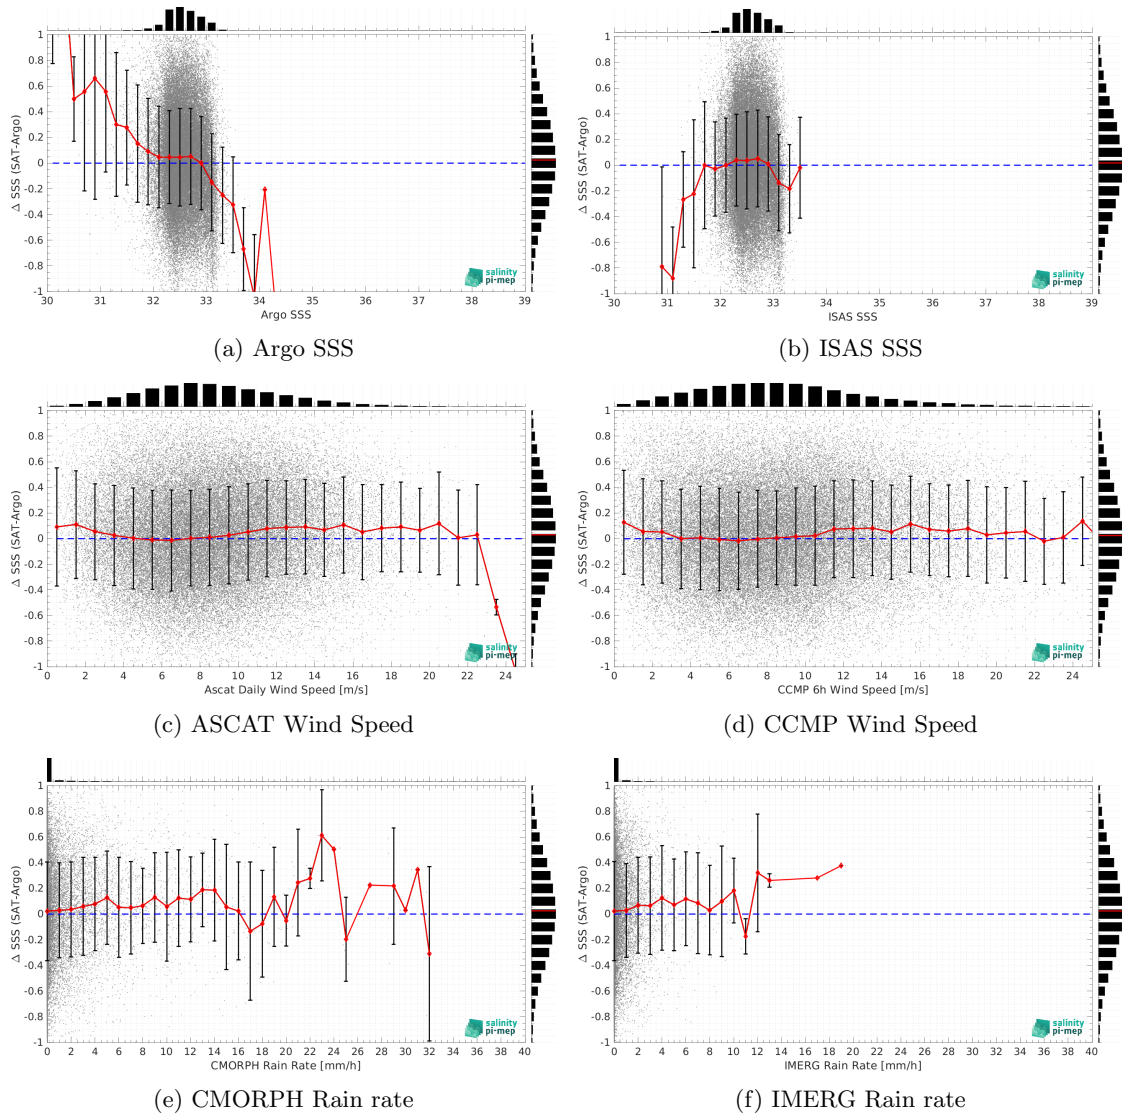 1
0.8
0.6
0.4
0.2
0
-0.2
-0.4
-0.6
-0.8
-1
Δ SSS (SAT-Argo)
30 31 32 33 34 35 36 37 38 39
Argo SSS
salinity
pi-mep
(a) Argo SSS
1
0.8
0.6
0.4
0.2
0
-0.2
-0.4
-0.6
-0.8
-1
Δ SSS (SAT-Argo)
30 31 32 33 34 35 36 37 38 39
ISAS SSS
salinity
pi-mep
(b) ISAS SSS
1
0.8
0.6
0.4
0.2
0
-0.2
-0.4
-0.6
-0.8
-1
Δ SSS (SAT-Argo)
0 2 4 6 8 10 12 14 16 18 20 22 24
Ascat Daily Wind Speed [m/s]
salinity
pi-mep
(c) ASCAT Wind Speed
1
0.8
0.6
0.4
0.2
0
-0.2
-0.4
-0.6
-0.8
-1
Δ SSS (SAT-Argo)
0 2 4 6 8 10 12 14 16 18 20 22 24
CCMP 6h Wind Speed [m/s]
salinity
pi-mep
(d) CCMP Wind Speed
1
0.8
0.6
0.4
0.2
0
-0.2
-0.4
-0.6
-0.8
-1
Δ SSS (SAT-Argo)
0 2 4 6 8 10 12 14 16 18 20 22 24 26 28 30 32 34 36 38 40
CMORPH Rain Rate [mm/h]
salinity
pi-mep
(e) CMORPH Rain rate
1
0.8
0.6
0.4
0.2
0
-0.2
-0.4
-0.6
-0.8
-1
Δ SSS (SAT-Argo)
0 2 4 6 8 10 12 14 16 18 20 22 24 26 28 30 32 34 36 38 40
IMERG Rain Rate [mm/h]
salinity
pi-mep
(f) IMERG Rain rate